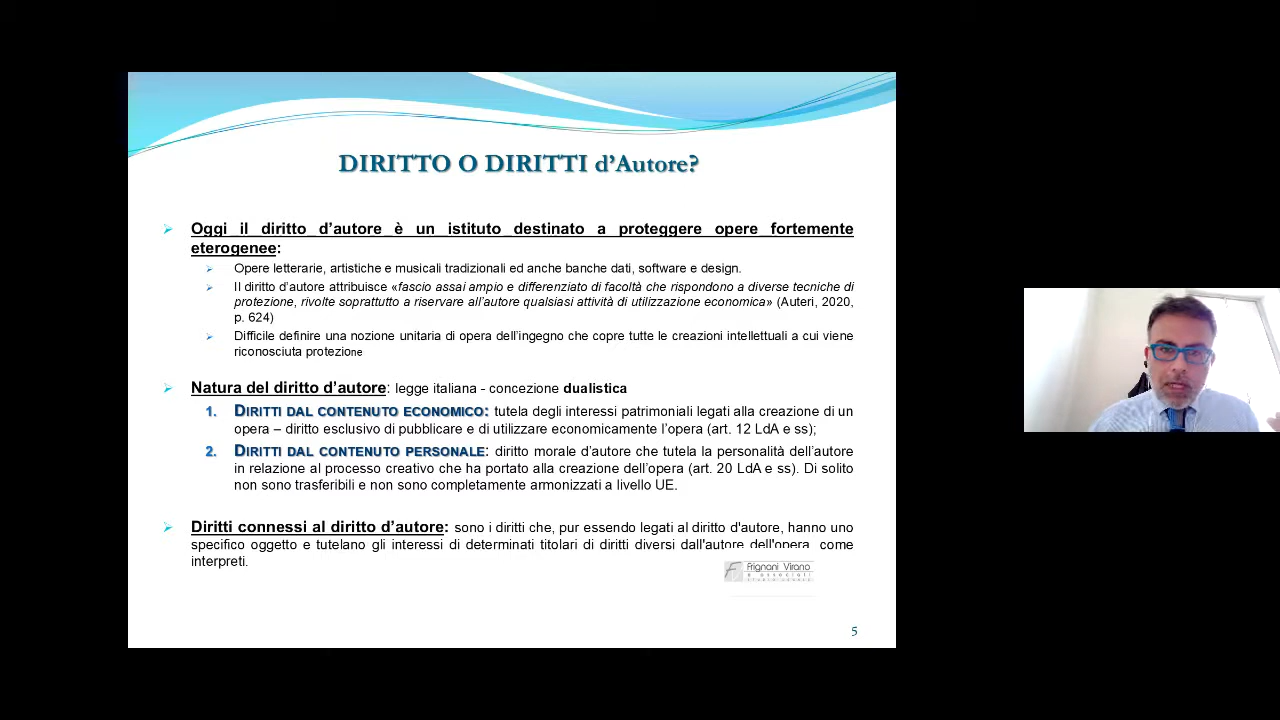 DIRITTO O DIRITTI d'Autore?
Oggi il diritto d'autore è un istituto destinato a proteggere opere fortemente
eterogenee:
Opere letterarie, artistiche e musicali tradizionali ed anche banche dati, software e design.
Il diritto d'autore attribuisce «fascio assai ampio e differenziato di facoltà che rispondono a diverse tecniche di
protezione, rivolte soprattutto a riservare all'autore qualsiasi attività di utilizzazione economica» (Auteri, 2020,
p. 624)
Difficile definire una nozione unitaria di opera dell'ingegno che copre tutte le creazioni intellettuali a cui viene
riconosciuta protezione
Natura del diritto d'autore: legge italiana - concezione dualistica
1. DIRITTI DAL CONTENUTO ECONOMICO: tutela degli interessi patrimoniali legati alla creazione di un
opera – diritto esclusivo di pubblicare e di utilizzare economicamente l'opera (art. 12 LdA e ss);
2. DIRITTI DAL CONTENUTO PERSONALE: diritto morale d'autore che tutela la personalità dell'autore
in relazione al processo creativo che ha portato alla creazione dell'opera (art. 20 LdA e ss). Di solito
non sono trasferibili e non sono completamente armonizzati a livello UE.
Diritti connessi al diritto d'autore: sono i diritti che, pur essendo legati al diritto d'autore, hanno uno
specifico oggetto e tutelano gli interessi di determinati titolari di diritti diversi dall'autore dell'opera, come
interpreti.
Frignani Virano
e associati
5